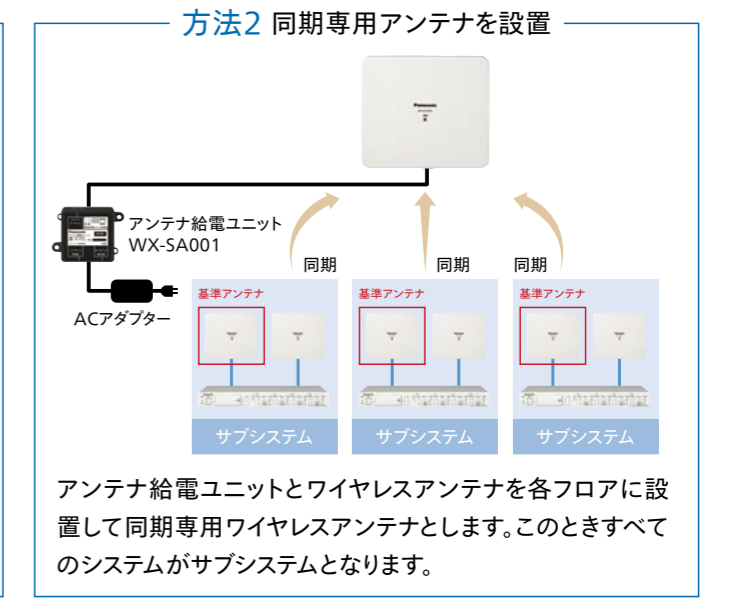 方法2 同期専用アンテナを設置
Panasonic
アンテナ給電ユニット
WX-SA001
ACアダプター
同期
同期
同期
基準アンテナ
基準アンテナ
基準アンテナ
サブシステム
サブシステム
サブシステム
アンテナ給電ユニットとワイヤレスアンテナを各フロアに設
置して同期専用ワイヤレスアンテナとします。このときすべて
のシステムがサブシステムとなります。